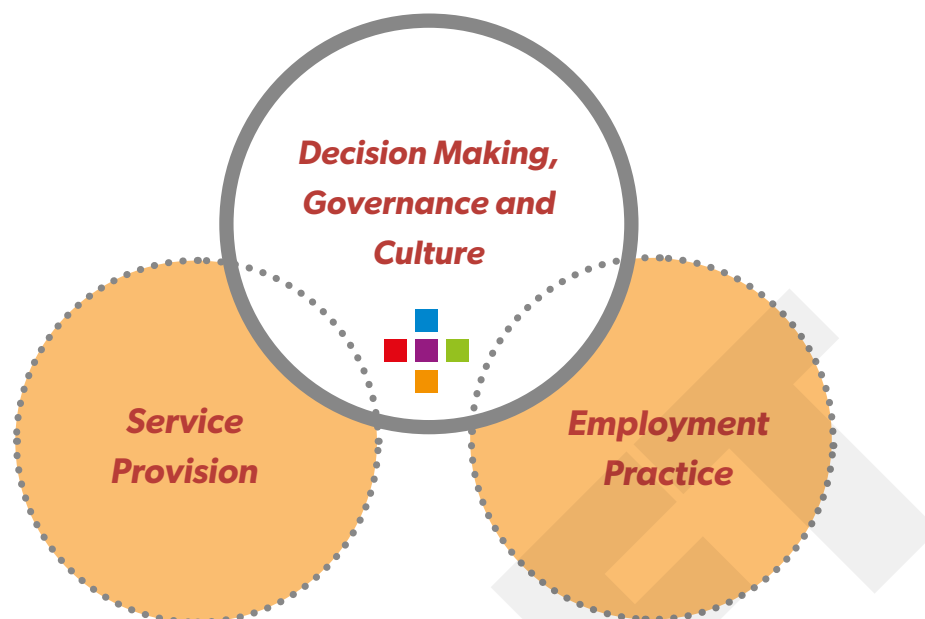 Decision Making,
Governance and
Culture
Service
Provision
Employment
Practice